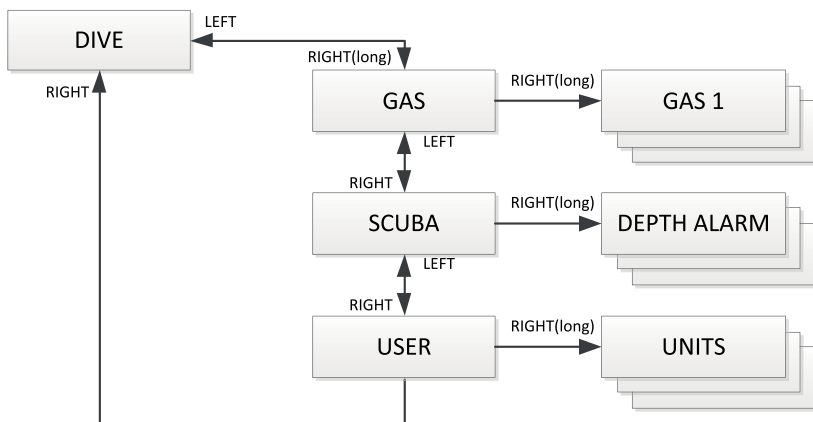 LEFT
DIVE
RIGHT(long)
RIGHT
GAS
RIGHT(long)
GAS 1
LEFT
RIGHT
SCUBA
RIGHT(long)
DEPTH ALARM
LEFT
RIGHT
USER
RIGHT(long)
UNITS